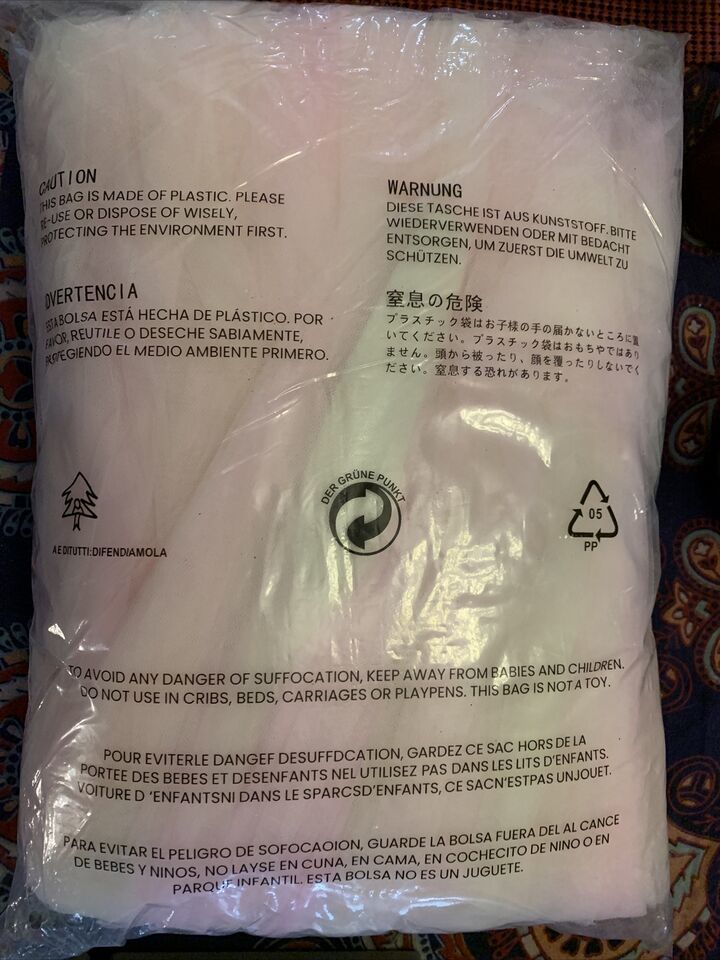 CAUTION
THIS BAG IS MADE OF PLASTIC. PLEASE
RE-USE OR DISPOSE OF WISELY,
PROTECTING THE ENVIRONMENT FIRST.
WARNUNG
DIESE TASCHE IST AUS KUNSTSTOFF. BITTE
WIEDERVERWENDEN ODER MIT BEDACHT
ENTSORGEN, UM ZUERST DIE UMWELT ZU
SCHÜTZEN.
DVERTENCIA
ESTA BOLSA ESTÁ HECHA DE PLÁSTICO. POR
FAVOR, REUTILE O DESECHE SABIAMENTE,
PARTEGIENDO EL MEDIO AMBIENTE PRIMERO.
窒息の危険
プラスチック袋はお子様の手の届かないところに置
いてください。プラスチック袋はおもちゃではあり
ません。頭から被ったり、顔を覆ったりしないでく
ださい。窒息する恐れがあります。
A E DITUTTI:DIFENDIAMOLA
DER GRÜNE PUNKT
05
PP
TO AVOID ANY DANGER OF SUFFOCATION, KEEP AWAY FROM BABIES AND CHILDREN.
DO NOT USE IN CRIBS, BEDS, CARRIAGES OR PLAYPENS. THIS BAG IS NOT A TOY.
POUR EVITERLE DANGEF DESUFFDCATION, GARDEZ CE SAC HORS DE LA
PORTEE DES BEBES ET DESENFANTS NEL UTILISEZ PAS DANS LES LITS D'ENFANTS.
VOITURE D 'ENFANTSNI DANS LE SPARCSD'ENFANTS, CE SACN'ESTPAS UNJOUET.
PARA EVITAR EL PELIGRO DE SOFOCAOION, GUARDE LA BOLSA FUERA DEL AL CANCE
DE BEBES Y NINOS, NO LAYSE EN CUNA, EN CAMA, EN COCHECITO DE NINO O EN
PARQUE INFANTIL. ESTA BOLSA NO ES UN JUGUETE.